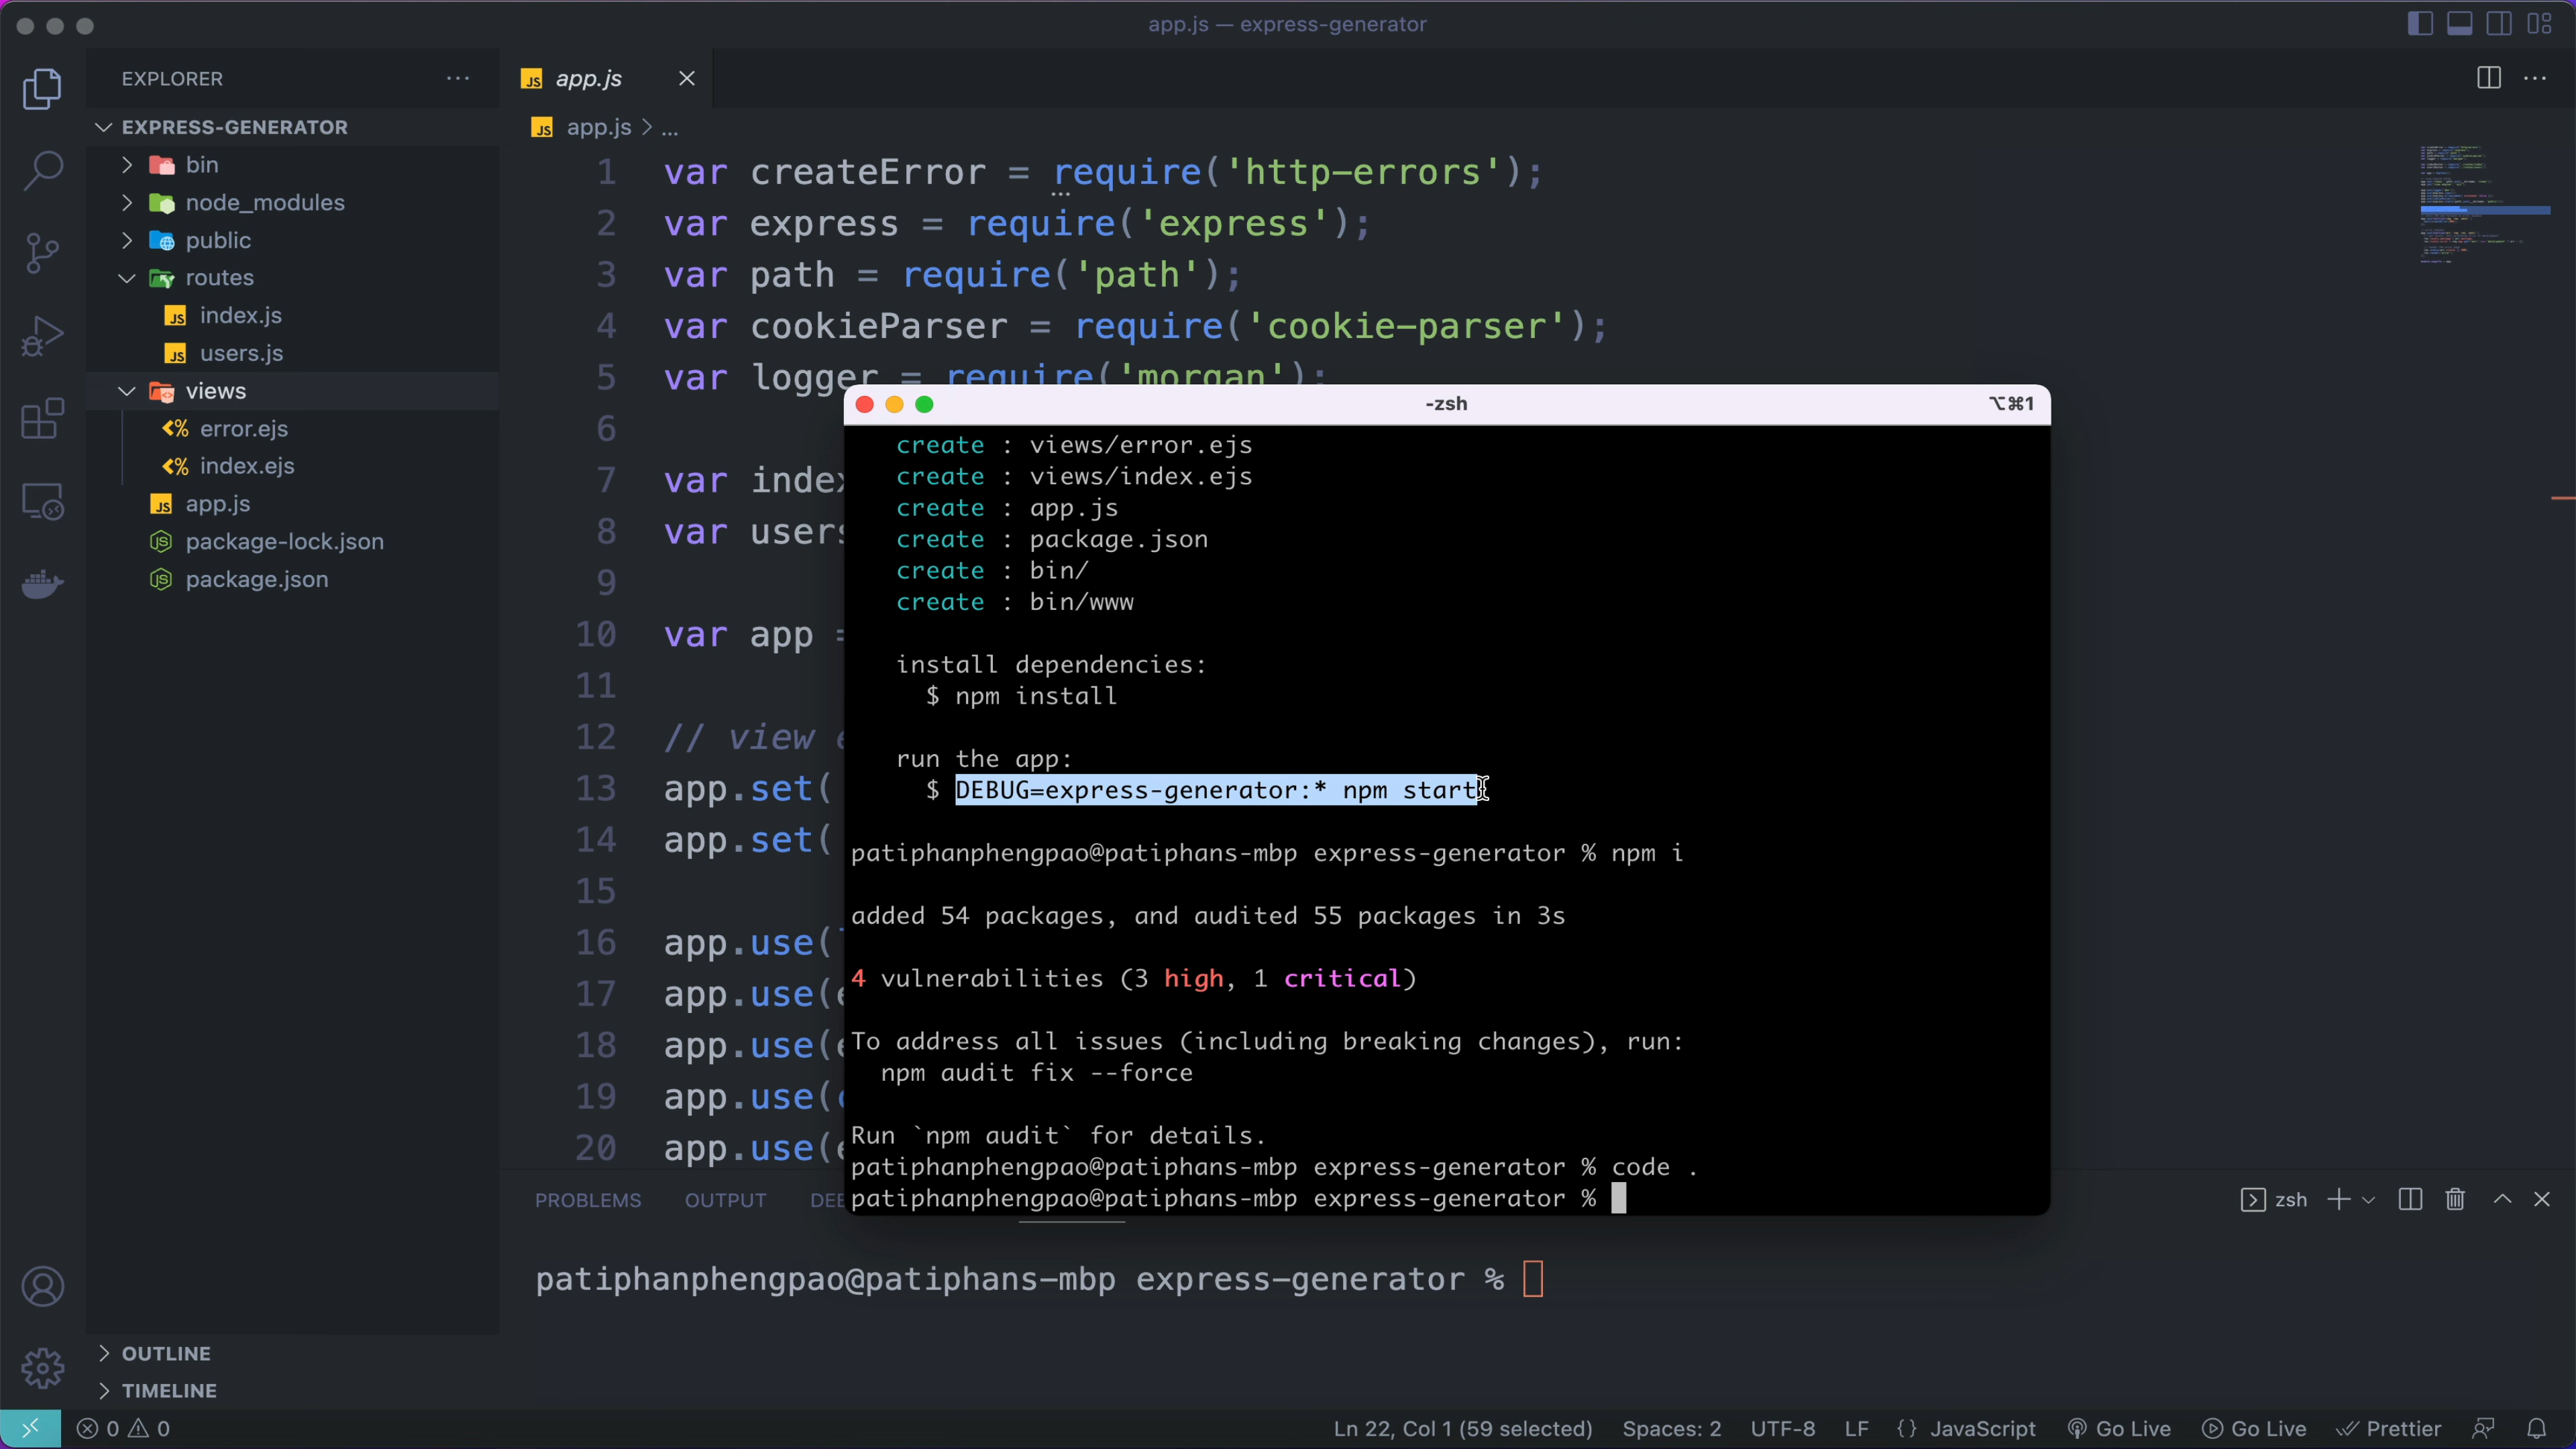 app.js — express-generator
EXPLORER
EXPRESS-GENERATOR
bin
node_modules
public
routes
index.js
users.js
views
error.ejs
index.ejs
app.js
package-lock.json
package.json
OUTLINE
TIMELINE
app.js
app.js > ...
1 var createError = require('http-errors');
2 var express = require('express');
3 var path = require('path');
4 var cookieParser = require('cookie-parser');
5 var logger = require('morgan');
6
7 var index
8 var users
9
10 var app =
11
12 // view
13 app.set(
14 app.set(
15
16 app.use(
17 app.use(
18 app.use(
19 app.use(
20 app.use(
-zsh
⌥⌘1
create : views/error.ejs
create : views/index.ejs
create : app.js
create : package.json
create : bin/
create : bin/www
install dependencies:
$ npm install
run the app:
$ DEBUG=express-generator:* npm start
patiphanphengpao@patiphans-mbp express-generator % npm i
added 54 packages, and audited 55 packages in 3s
4 vulnerabilities (3 high, 1 critical)
To address all issues (including breaking changes), run:
npm audit fix --force
Run `npm audit` for details.
patiphanphengpao@patiphans-mbp express-generator % code .
patiphanphengpao@patiphans-mbp express-generator %
PROBLEMS OUTPUT DE
zsh
patiphanphengpao@patiphans-mbp express-generator %
0 0
Ln 22, Col 1 (59 selected) Spaces: 2 UTF-8 LF {} JavaScript Go Live Go Live Prettier